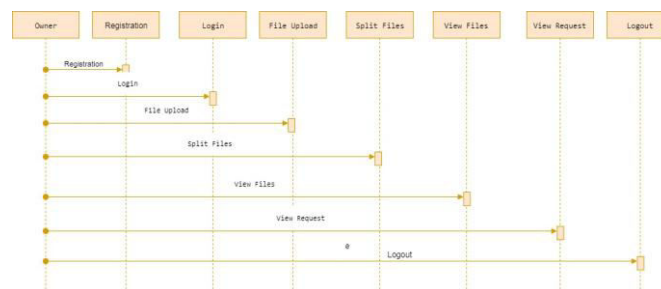 Owner Registration Login File Upload Split Files View Files View Request Logout
Registration
Login
File Upload
Split Files
View Files
View Request
@
Logout